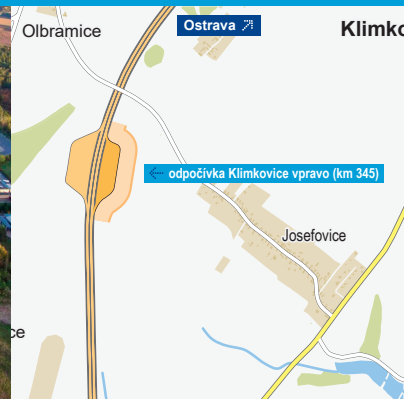 Olbramice
Ostrava
Klimko
odpočívka Klimkovice vpravo (km 345)
Josefovice
ce